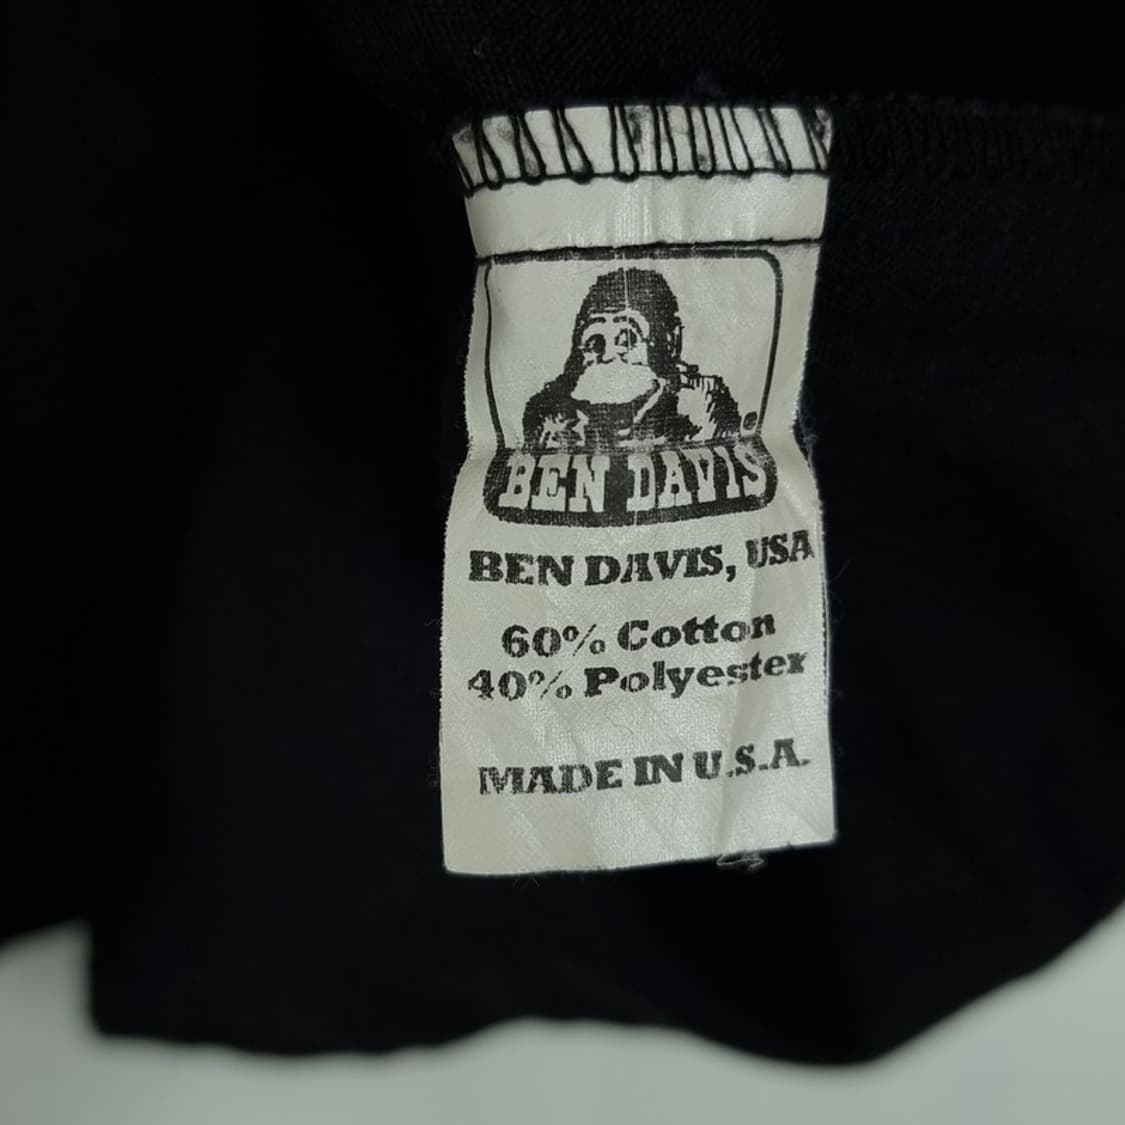 BEN DAVIS
BEN DAVIS, USA
60% Cotton
40% Polyester
MADE IN U.S.A.